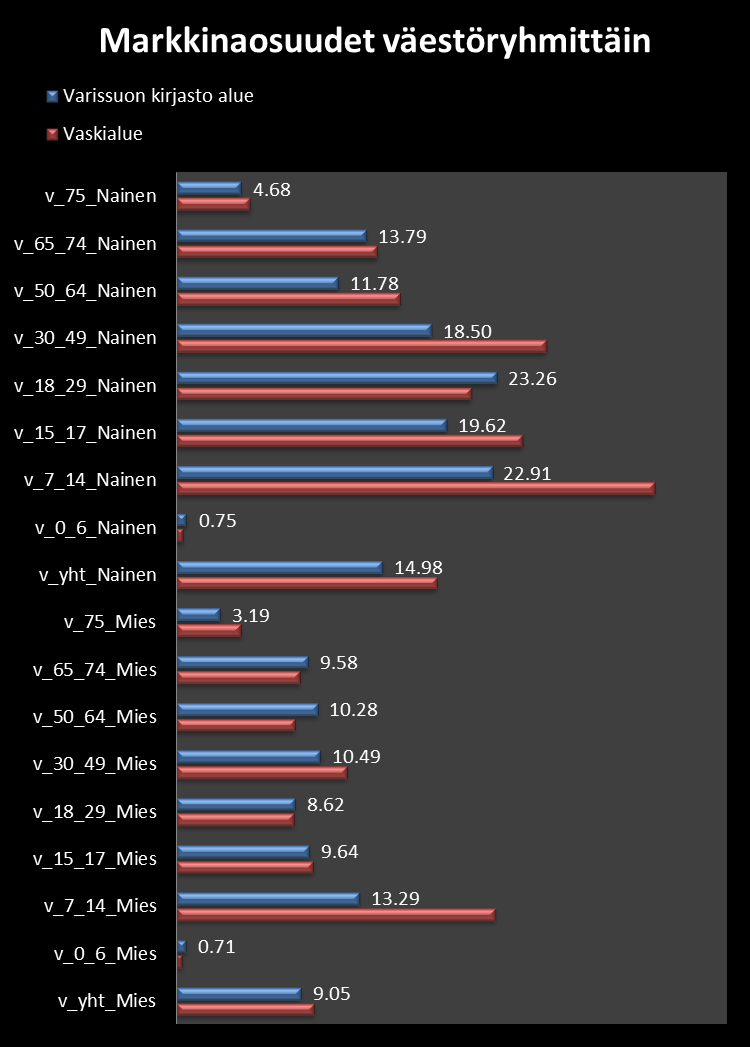 Markkinaosuudet väestöryhmittäin
Varissuon kirjasto alue
Vaskialue
v_75_Nainen 4.68
v_65_74_Nainen 13.79
v_50_64_Nainen 11.78
v_30_49_Nainen 18.50
v_18_29_Nainen 23.26
v_15_17_Nainen 19.62
v_7_14_Nainen 22.91
v_0_6_Nainen 0.75
v_yht_Nainen 14.98
v_75_Mies 3.19
v_65_74_Mies 9.58
v_50_64_Mies 10.28
v_30_49_Mies 10.49
v_18_29_Mies 8.62
v_15_17_Mies 9.64
v_7_14_Mies 13.29
v_0_6_Mies 0.71
v_yht_Mies 9.05